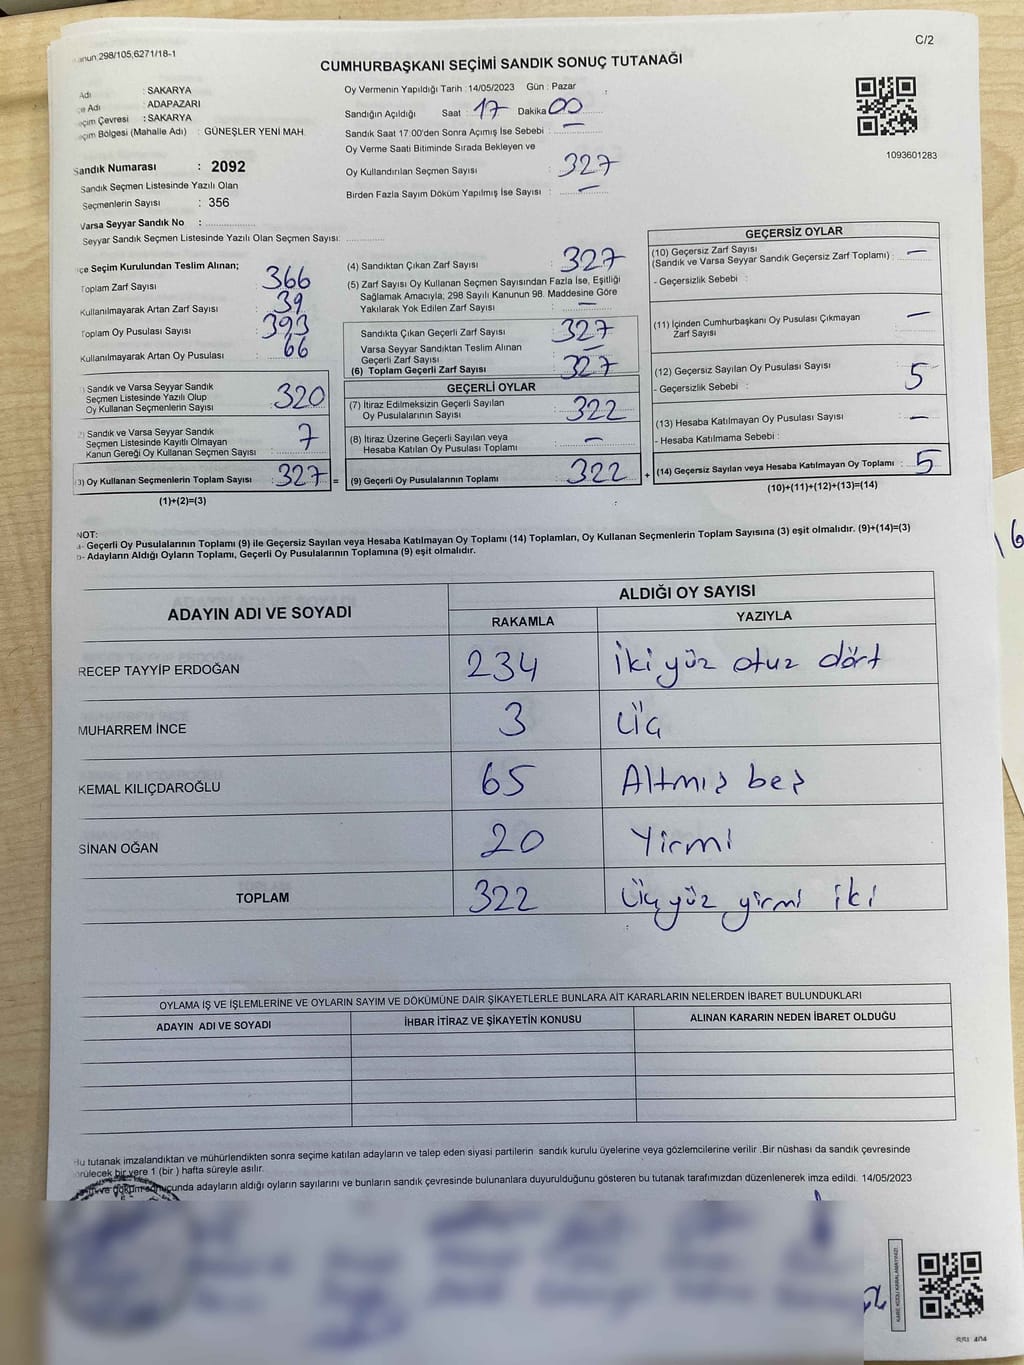 298/105,6271/18-1
C/2
CUMHURBAŞKANI SEÇİMİ SANDIK SONUÇ TUTANAĞI
Adı : SAKARYA
Adı : ADAPAZARI
Çevresi : SAKARYA
Bölgesi (Mahalle Adı) : GÜNEŞLER YENİ MAH.
Sandık Numarası : 2092
Sandık Seçmen Listesinde Yazılı Olan
Seçmenlerin Sayısı : 356
Varsa Seyyar Sandık No :
Seyyar Sandık Seçmen Listesinde Yazılı Olan Seçmen Sayısı:
Oy Vermenin Yapıldığı Tarih :14/05/2023 Gün : Pazar
Sandığın Açıldığı Saat : 17 Dakika 00
Sandık Saat 17:00'den Sonra Açımış İse Sebebi : —
Oy Verme Saati Bitiminde Sırada Bekleyen ve
Oy Kullandırılan Seçmen Sayısı : 327
Birden Fazla Sayım Döküm Yapılmış İse Sayısı : —
1093601283
Seçim Kurulundan Teslim Alınan;
Toplam Zarf Sayısı 366
Kullanılmayarak Artan Zarf Sayısı : 39
Toplam Oy Pusulası Sayısı 393
Kullanılmayarak Artan Oy Pusulası : 66
Sandık ve Varsa Seyyar Sandık
Seçmen Listesinde Yazılı Olup
Oy Kullanan Seçmenlerin Sayısı : 320
Sandık ve Varsa Seyyar Sandık
Seçmen Listesinde Kayıtlı Olmayan
Kanun Gereği Oy Kullanan Seçmen Sayısı : 7
3) Oy Kullanan Seçmenlerin Toplam Sayısı : 327 =
(1)+(2)=(3)
(4) Sandıktan Çıkan Zarf Sayısı : 327
(5) Zarf Sayısı Oy Kullanan Seçmen Sayısından Fazla İse, Eşitliği
Sağlamak Amacıyla; 298 Sayılı Kanunun 98. Maddesine Göre
Yakılarak Yok Edilen Zarf Sayısı : —
Sandıkta Çıkan Geçerli Zarf Sayısı : 327
Varsa Seyyar Sandıktan Teslim Alınan
Geçerli Zarf Sayısı : —
(6) Toplam Geçerli Zarf Sayısı : 327
GEÇERLİ OYLAR
(7) İtiraz Edilmeksizin Geçerli Sayılan
Oy Pusulalarının Sayısı : 322
(8) İtiraz Üzerine Geçerli Sayılan veya
Hesaba Katılan Oy Pusulası Toplamı : —
(9) Geçerli Oy Pusulalarının Toplamı : 322 +
GEÇERSİZ OYLAR
(10) Geçersiz Zarf Sayısı
(Sandık ve Varsa Seyyar Sandık Geçersiz Zarf Toplamı) : —
- Geçersizlik Sebebi :
(11) İçinden Cumhurbaşkanı Oy Pusulası Çıkmayan
Zarf Sayısı : —
(12) Geçersiz Sayılan Oy Pusulası Sayısı : 5
- Geçersizlik Sebebi :
(13) Hesaba Katılmayan Oy Pusulası Sayısı : —
- Hesaba Katılmama Sebebi :
(14) Geçersiz Sayılan veya Hesaba Katılmayan Oy Toplamı : 5
(10)+(11)+(12)+(13)=(14)
NOT:
a- Geçerli Oy Pusulalarının Toplamı (9) ile Geçersiz Sayılan veya Hesaba Katılmayan Oy Toplamı (14) Toplamları, Oy Kullanan Seçmenlerin Toplam Sayısına (3) eşit olmalıdır. (9)+(14)=(3)
b- Adayların Aldığı Oyların Toplamı, Geçerli Oy Pusulalarının Toplamına (9) eşit olmalıdır.
16
ADAYIN ADI VE SOYADI
ALDIĞI OY SAYISI
RAKAMLA YAZIYLA
RECEP TAYYİP ERDOĞAN 234 İki yüz otuz dört
MUHARREM İNCE 3 Üç
KEMAL KILIÇDAROĞLU 65 Altmış beş
SİNAN OĞAN 20 Yirmi
TOPLAM 322 Üç yüz yirmi iki
OYLAMA İŞ VE İŞLEMLERİNE VE OYLARIN SAYIM VE DÖKÜMÜNE DAİR ŞİKAYETLERLE BUNLARA AİT KARARLARIN NELERDEN İBARET BULUNDUKLARI
ADAYIN ADI VE SOYADI İHBAR İTİRAZ VE ŞİKAYETİN KONUSU ALINAN KARARIN NEDEN İBARET OLDUĞU
Bu tutanak imzalandıktan ve mühürlendikten sonra seçime katılan adayların ve talep eden siyasi partilerin sandık kurulu üyelerine veya gözlemcilerine verilir .Bir nüshası da sandık çevresinde
görülecek bir yere 1 (bir ) hafta süreyle asılır.
ve döküm sonucunda adayların aldığı oyların sayılarını ve bunların sandık çevresinde bulunanlara duyurulduğunu gösteren bu tutanak tarafımızdan düzenlenerek imza edildi. 14/05/2023
KARE KODU KARALAMAYINIZ!